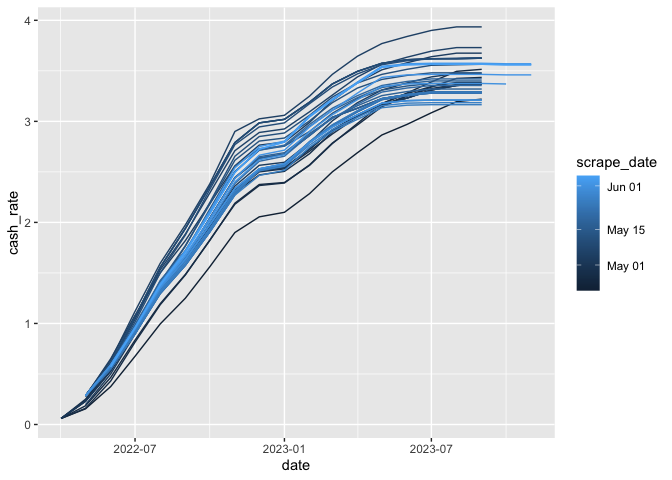 4
3
2
1
0
cash_rate
2022-07
2023-01
2023-07
date
scrape_date
Jun 01
May 15
May 01